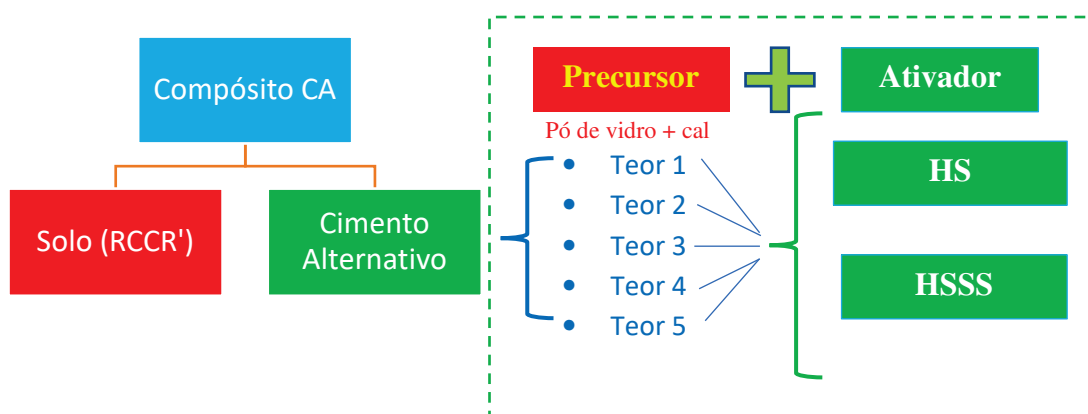 Compósito CA
Solo (RCCR')
Cimento
Alternativo
Precursor
Ativador
Pó de vidro + cal
• Teor 1
• Teor 2
• Teor 3
• Teor 4
• Teor 5
HS
HSSS